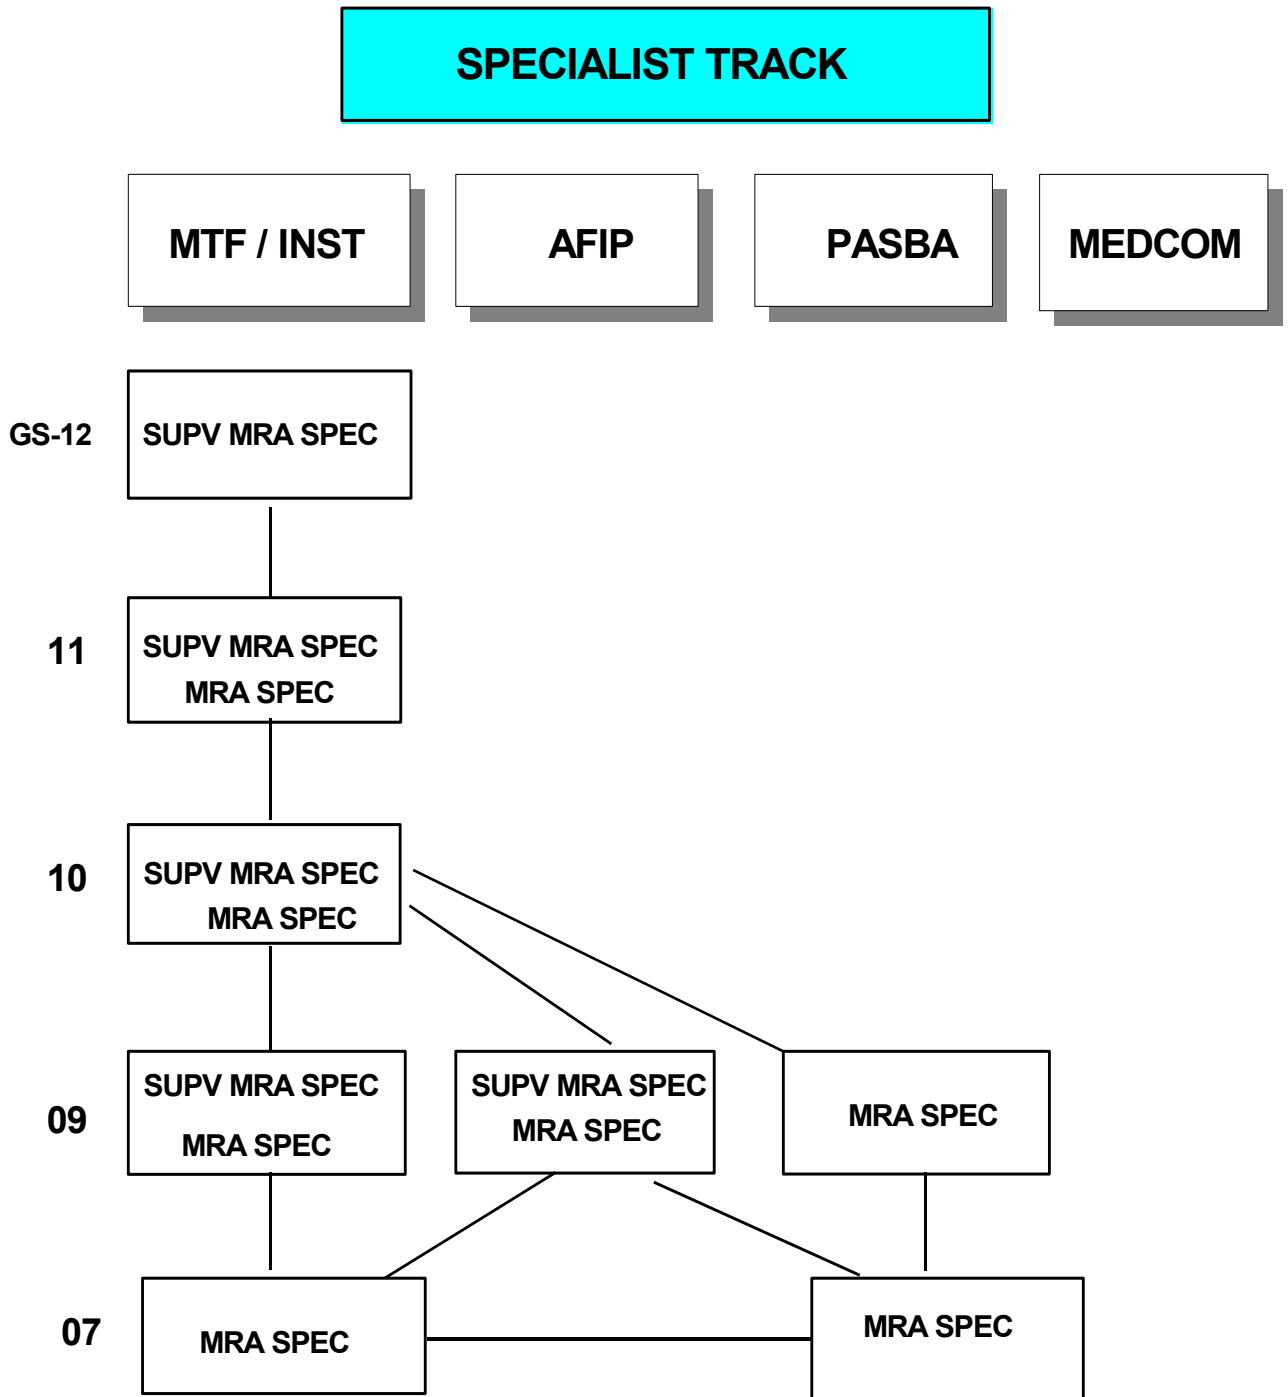 SPECIALIST TRACK
MTF / INST
AFIP
PASBA
MEDCOM
GS-12
SUPV MRA SPEC
11
SUPV MRA SPEC
MRA SPEC
10
SUPV MRA SPEC
MRA SPEC
09
SUPV MRA SPEC
MRA SPEC
SUPV MRA SPEC
MRA SPEC
MRA SPEC
07
MRA SPEC
MRA SPEC